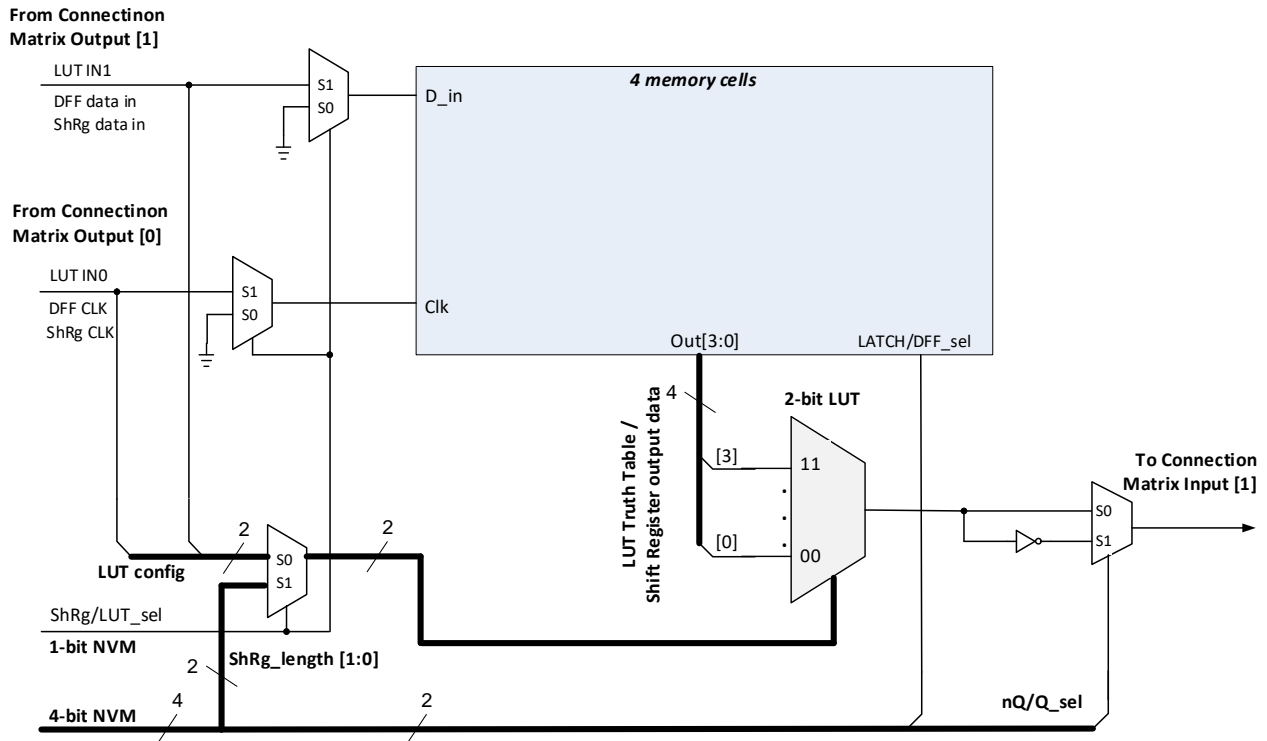 From Connectinon
Matrix Output [1]
LUT IN1
DFF data in
ShRg data in
S1
S0
4 memory cells
D_in
From Connectinon
Matrix Output [0]
LUT IN0
DFF CLK
ShRg CLK
S1
S0
Clk
Out[3:0]
LATCH/DFF_sel
LUT Truth Table /
Shift Register output data
4
2-bit LUT
[3]
11
[0]
00
To Connection
Matrix Input [1]
S0
S1
2
2
LUT config
S0
S1
ShRg/LUT_sel
1-bit NVM
ShRg_length [1:0]
2
4-bit NVM
4
2
nQ/Q_sel